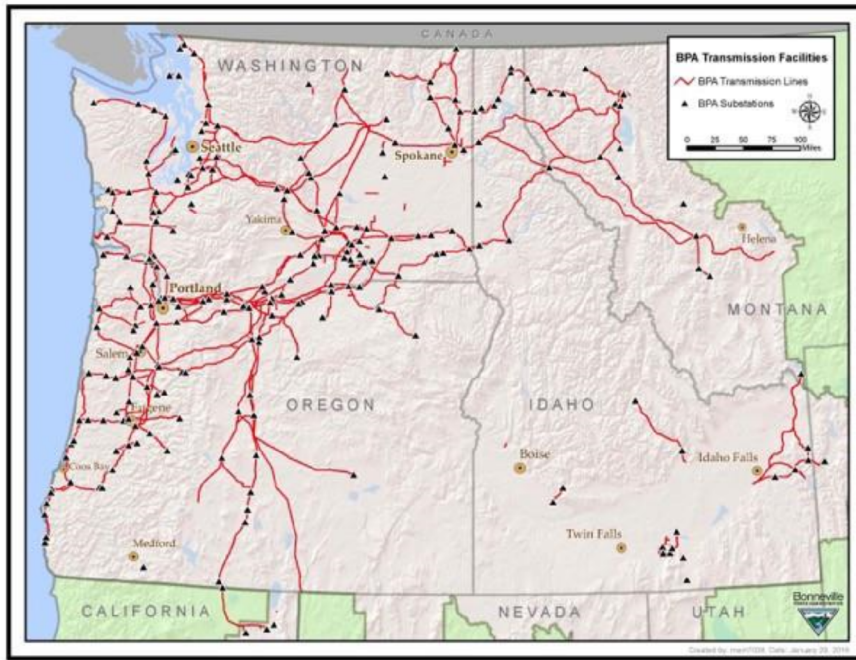 CANADA
WASHINGTON
BPA Transmission Facilities
BPA Transmission Lines
BPA Substations
0 25 50 75 100
Miles
Seattle
Spokane
Yakima
Helena
Portland
MONTANA
Salem
OREGON
IDAHO
Eugene
Coos Bay
Boise
Idaho Falls
Twin Falls
Medford
CALIFORNIA
NEVADA
UTAH
Bonneville